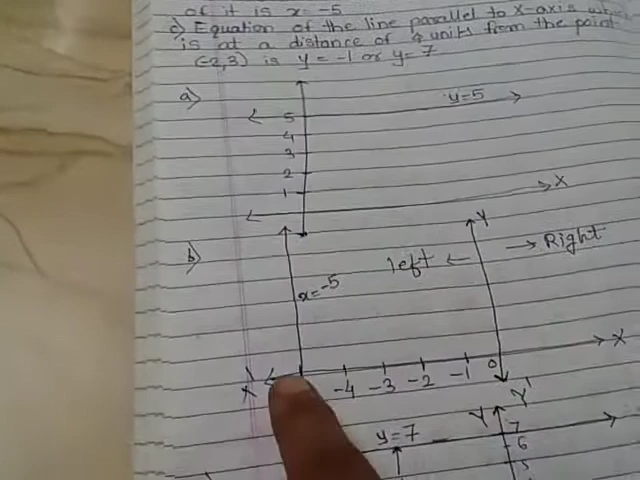 of it is x = -5
c) Equation of the line parallel to X-axis
is at a distance of 4 units from the point
(-2,3) is y = -1 or y = 7
a)
y=5
5
4
3
2
1
X
b)
Y
left ← → Right
x=-5
X
X' -4 -3 -2 -1 0
Y'
y=7 Y 7
6
5